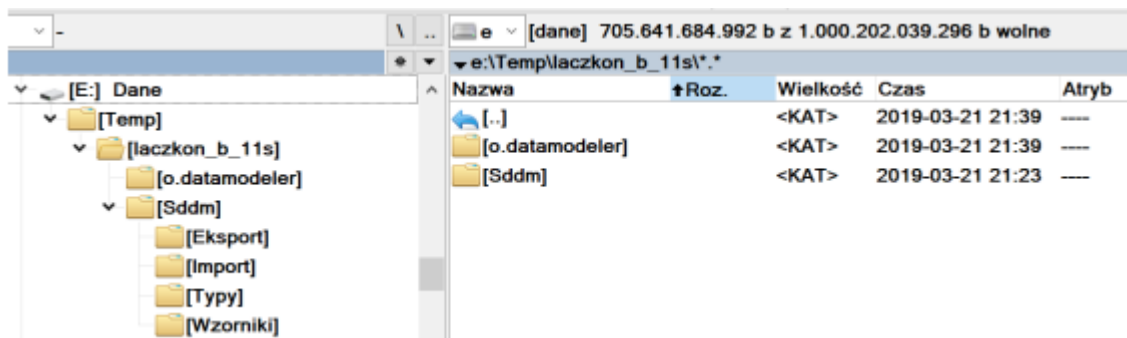 - \ .. e [dane] 705.641.684.992 b z 1.000.202.039.296 b wolne
e:\Temp\laczkon_b_11s\*.*
[E:] Dane
[Temp]
[laczkon_b_11s]
[o.datamodeler]
[Sddm]
[Eksport]
[Import]
[Typy]
[Wzorniki]
Nazwa Roz. Wielkość Czas Atryb
[..] <KAT> 2019-03-21 21:39 ----
[o.datamodeler] <KAT> 2019-03-21 21:39 ----
[Sddm] <KAT> 2019-03-21 21:23 ----